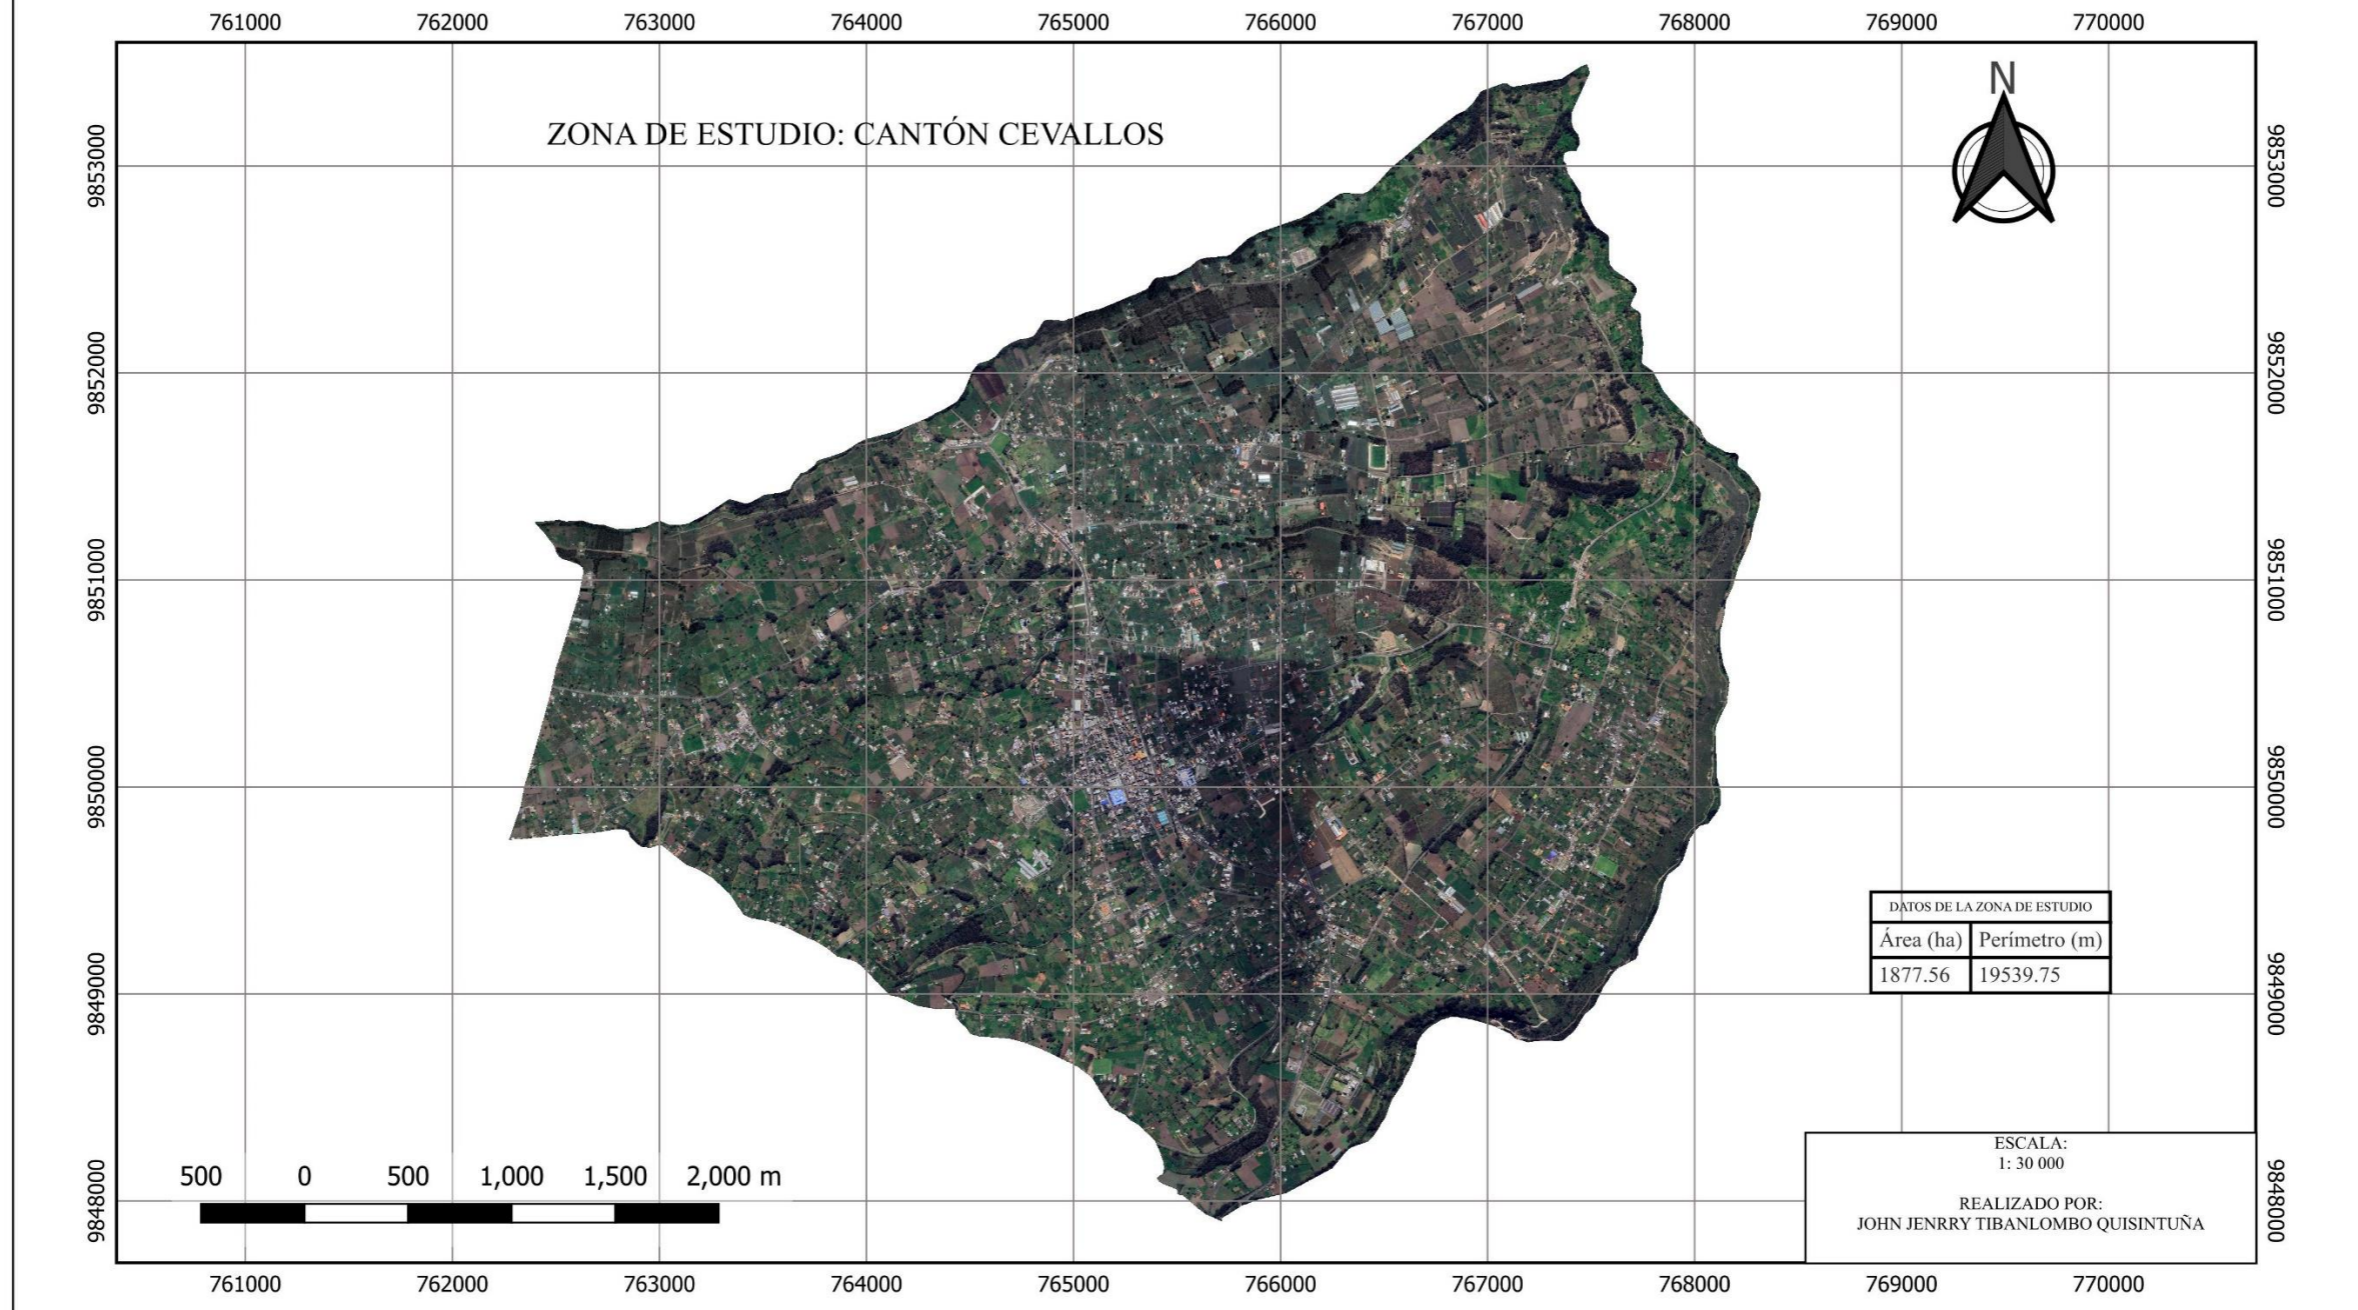 761000 762000 763000 764000 765000 766000 767000 768000 769000 770000
N
ZONA DE ESTUDIO: CANTÓN CEVALLOS
9853000 9853000
9852000 9852000
9851000 9851000
9850000 9850000
DATOS DE LA ZONA DE ESTUDIO
Área (ha) Perímetro (m)
1877.56 19539.75
9849000 9849000
ESCALA:
1: 30 000
REALIZADO POR:
JOHN JENRRY TIBANLOMBO QUISINTUÑA
500 0 500 1,000 1,500 2,000 m
9848000 9848000
761000 762000 763000 764000 765000 766000 767000 768000 769000 770000